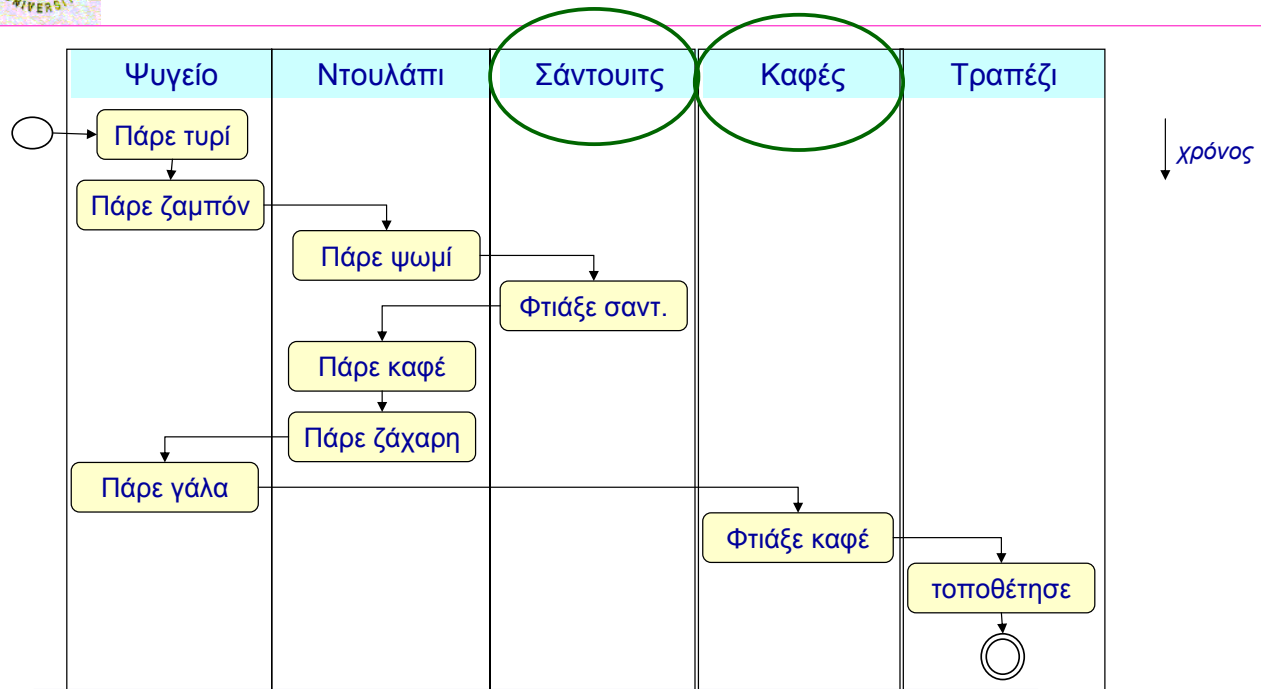 UNIVERSIT
Ψυγείο
Ντουλάπι
Σάντουιτς
Καφές
Τραπέζι
Πάρε τυρί
χρόνος
Πάρε ζαμπόν
Πάρε ψωμί
Φτιάξε σαντ.
Πάρε καφέ
Πάρε ζάχαρη
Πάρε γάλα
Φτιάξε καφέ
τοποθέτησε